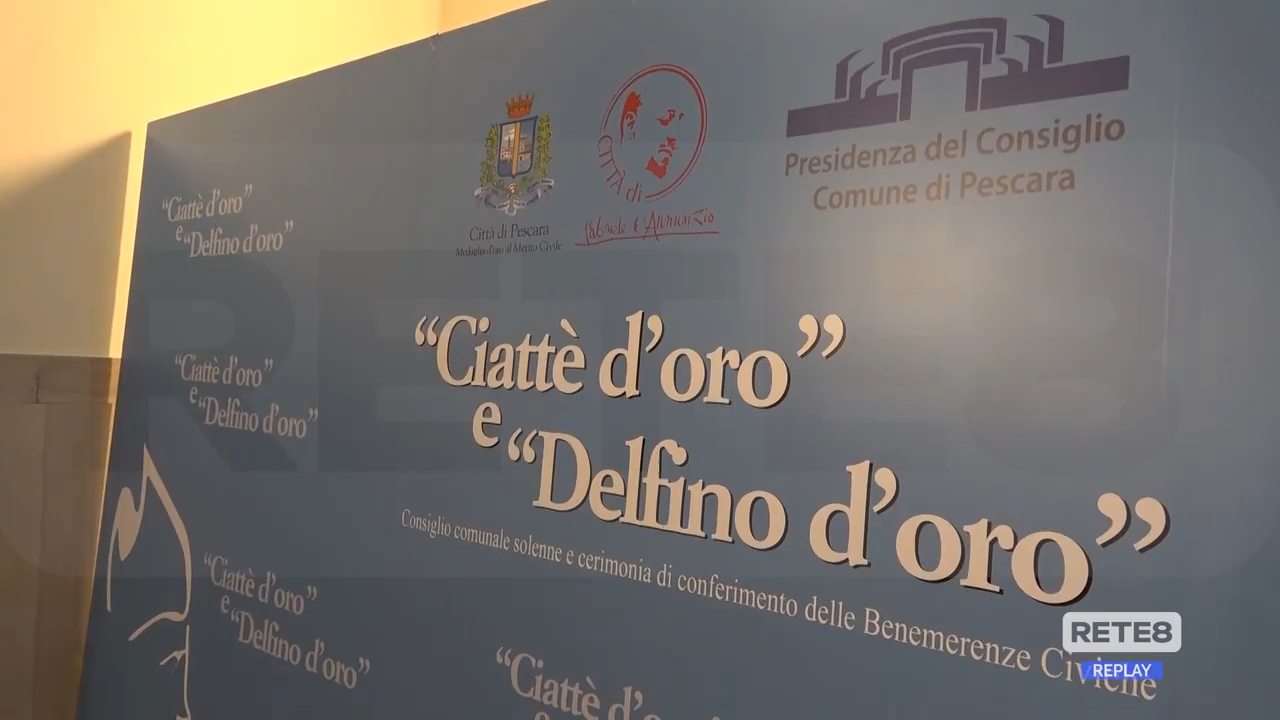 “Ciattè d’oro”
e “Delfino d’oro”
Città di Pescara
Medaglia d'oro al Merito Civile
CITTÀ di
Gabriele d'Annunzio
Presidenza del Consiglio
Comune di Pescara
“Ciattè d’oro”
e “Delfino d’oro”
Consiglio comunale solenne e cerimonia di conferimento delle Benemerenze Civiche
“Ciattè d’oro”
e “Delfino d’oro”
“Ciattè d’oro”
e “Delfino d’oro”
“Ciattè d’
RETE8
RETE8
REPLAY